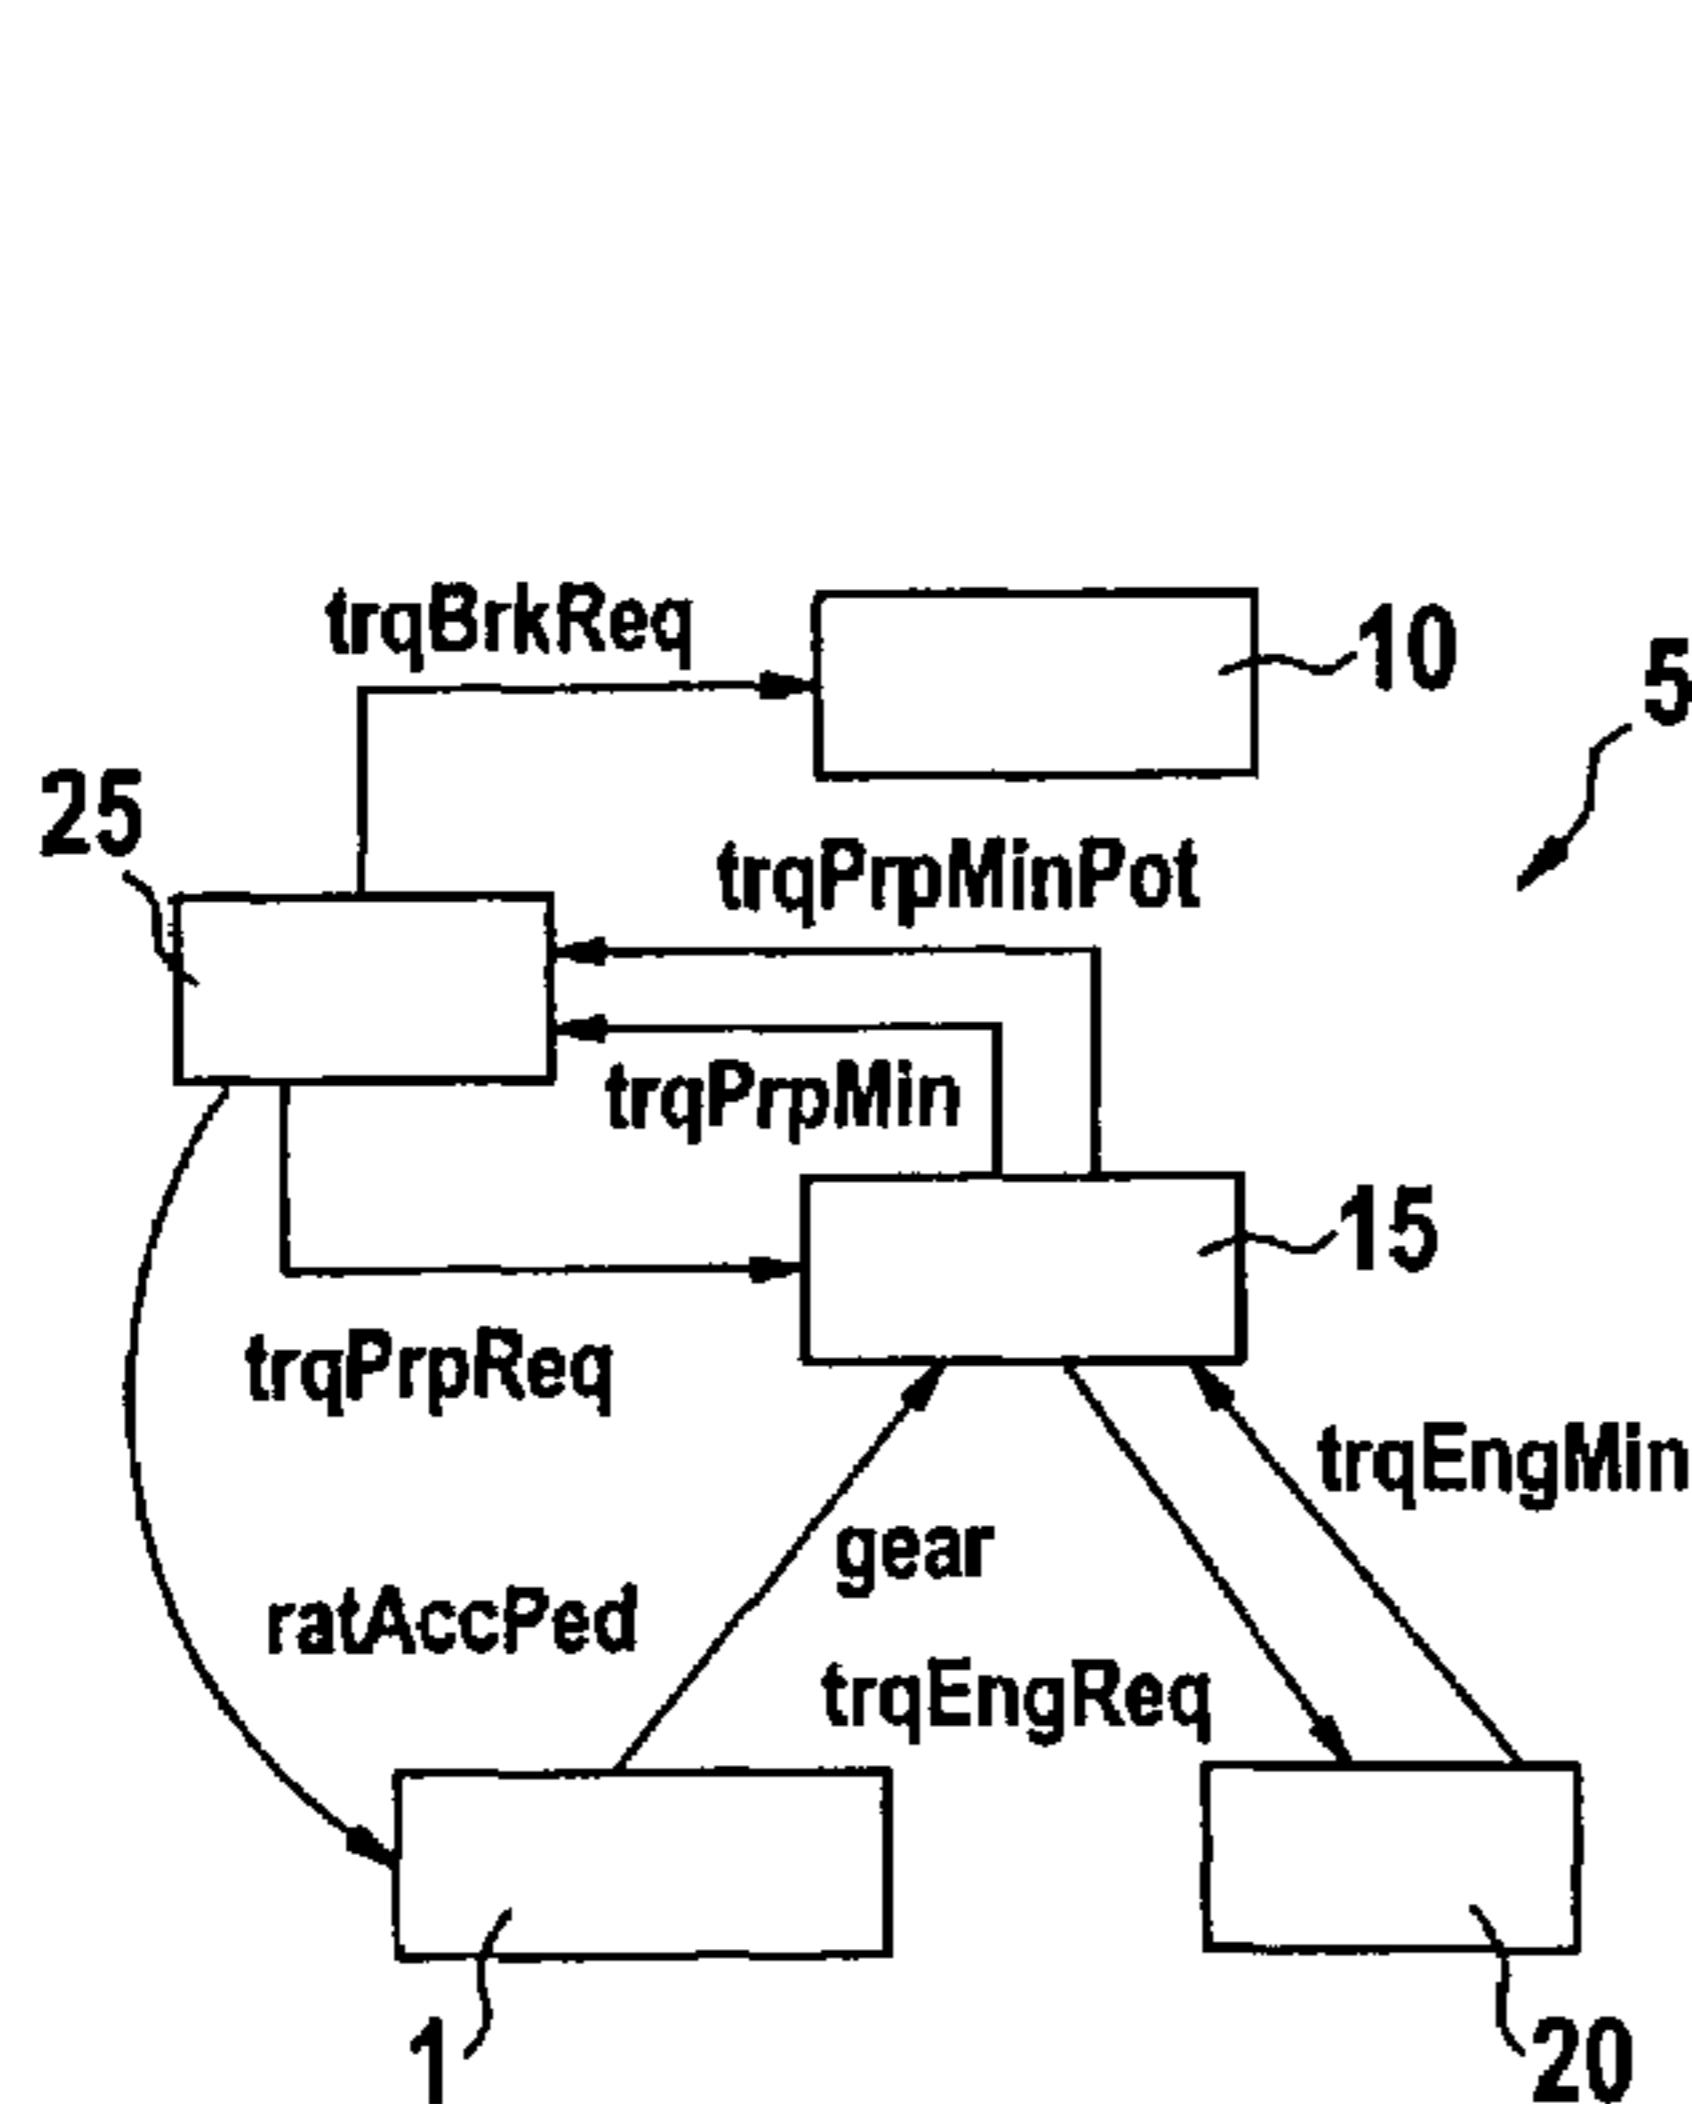 trqBrkReq
10
5
25
trqPrpMinPot
trqPrpMin
15
trqPrpReq
trqEngMin
gear
ratAccPed
trqEngReq
1
20